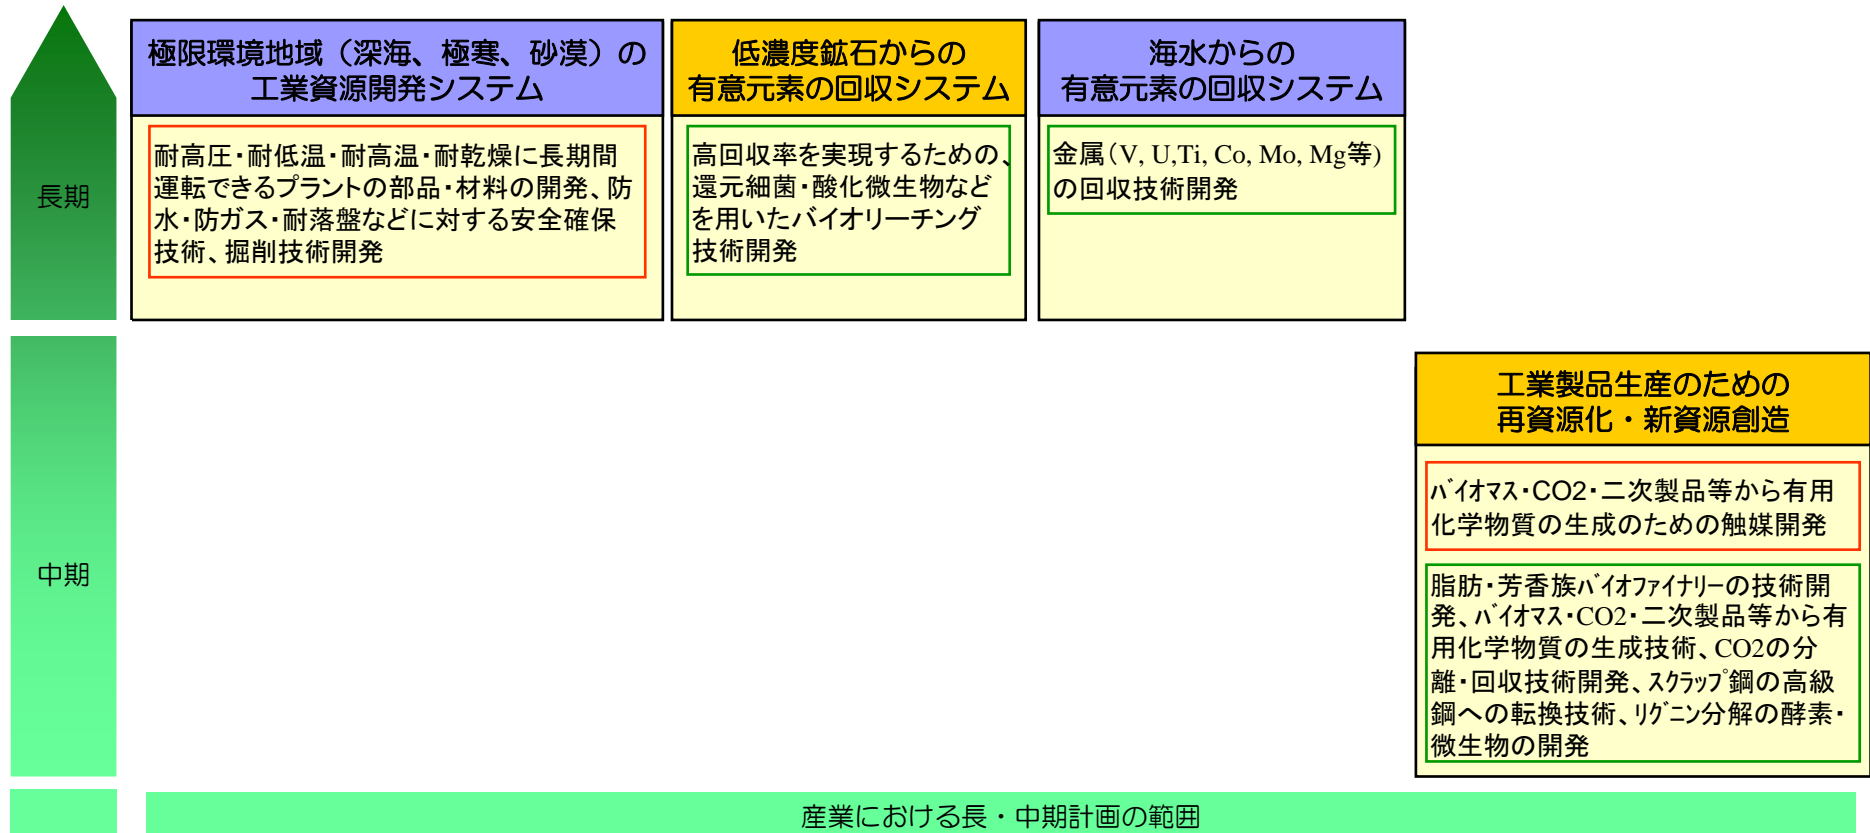 極限環境地域（深海、極寒、砂漠）の
工業資源開発システム
低濃度鉱石からの
有意元素の回収システム
海水からの
有意元素の回収システム
長期
耐高圧・耐低温・耐高温・耐乾燥に長期間
運転できるプラントの部品・材料の開発、防
水・防ガス・耐落盤などに対する安全確保
技術、掘削技術開発
高回収率を実現するための、
還元細菌・酸化微生物など
を用いたバイオリーチング
技術開発
金属（V, U,Ti, Co, Mo, Mg等)
の回収技術開発
中期
工業製品生産のための
再資源化・新資源創造
ﾊﾞｲｵﾏｽ・CO2・二次製品等から有用
化学物質の生成のための触媒開発
脂肪・芳香族ﾊﾞｲｵﾌｧｲﾅﾘｰの技術開
発、ﾊﾞｲｵﾏｽ・CO2・二次製品等から有
用化学物質の生成技術、CO2の分
離・回収技術開発、ｽｸﾗｯﾌﾟ鋼の高級
鋼への転換技術、ﾘｸﾞﾆﾝ分解の酵素・
微生物の開発
産業における長・中期計画の範囲